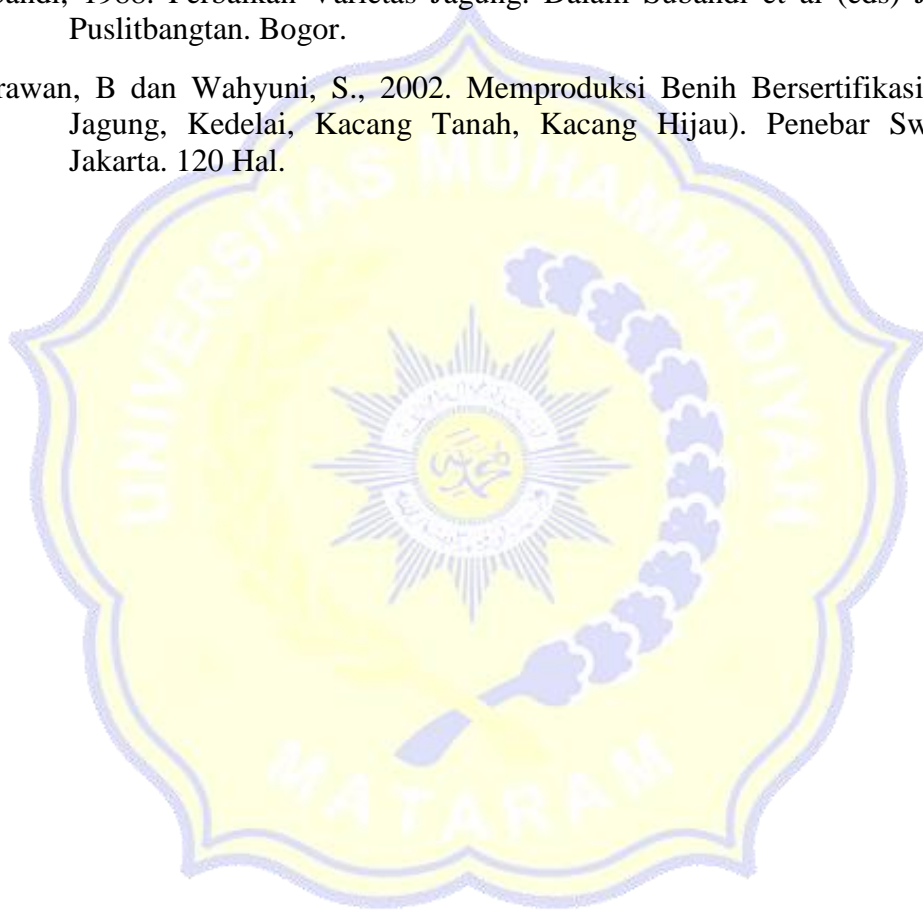 1988. Perbaikan Varietas Jagung. Dalam Subandi et al (eds)
Puslitbangtan. Bogor.
rawan, B dan Wahyuni, S., 2002. Memproduksi Benih Bersertifikasi
Jagung, Kedelai, Kacang Tanah, Kacang Hijau). Penebar Sw
Jakarta. 120 Hal.
UNIVERSITAS MUHAMMADIYAH
MATARAM